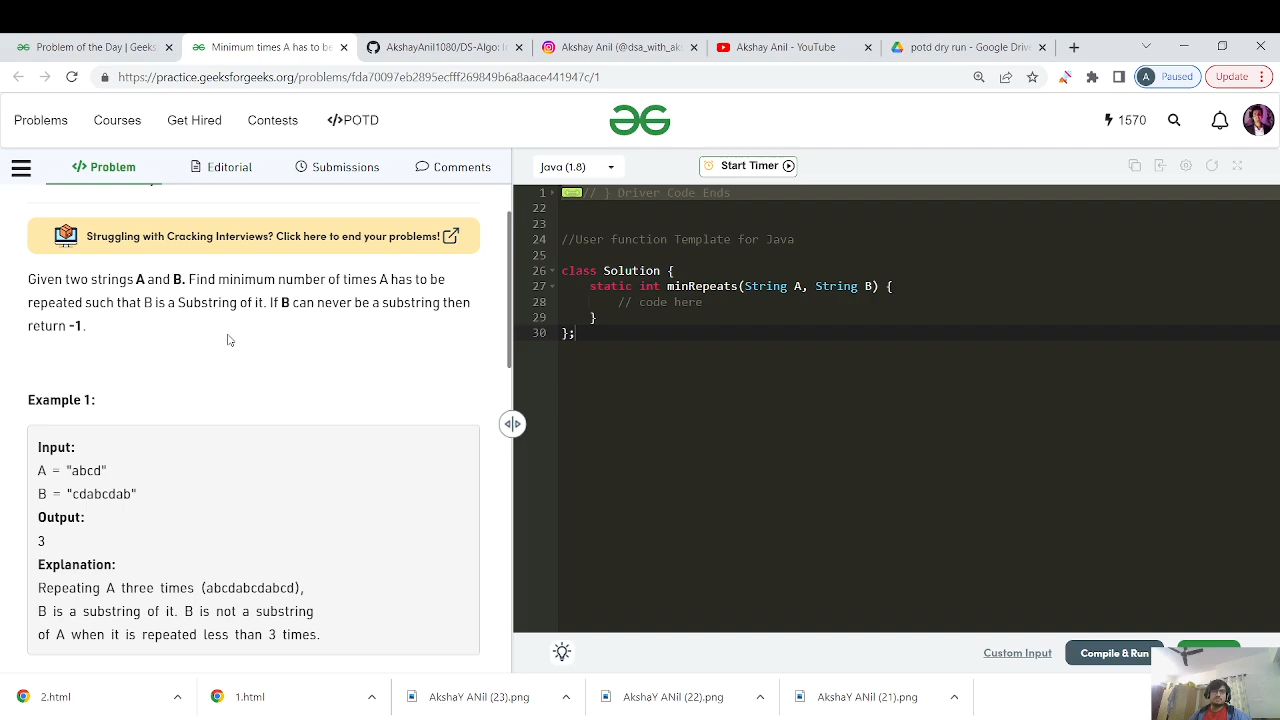 Problem of the Day | Geeks
Minimum times A has to be
AkshayAnil1080/DS-Algo: I
Akshay Anil (@dsa_with_ak
Akshay Anil - YouTube
potd dry run - Google Driv
https://practice.geeksforgeeks.org/problems/fda70097eb2895ecfff269849b6a8aace441947c/1
A Paused
Update
Problems
Courses
Get Hired
Contests
</>POTD
1570
</> Problem
Editorial
Submissions
Comments
Java (1.8)
Start Timer
Struggling with Cracking Interviews? Click here to end your problems!
Given two strings A and B. Find minimum number of times A has to be
repeated such that B is a Substring of it. If B can never be a substring then
return -1.
Example 1:
Input:
A = "abcd"
B = "cdabcdab"
Output:
3
Explanation:
Repeating A three times (abcdabcdabcd),
B is a substring of it. B is not a substring
of A when it is repeated less than 3 times.
1 // } Driver Code Ends
22
23
24 //User function Template for Java
25
26 class Solution {
27 static int minRepeats(String A, String B) {
28 // code here
29 }
30 };
Custom Input
Compile & Run
2.html
1.html
AkshaY ANil (23).png
AkshaY ANil (22).png
AkshaY ANil (21).png